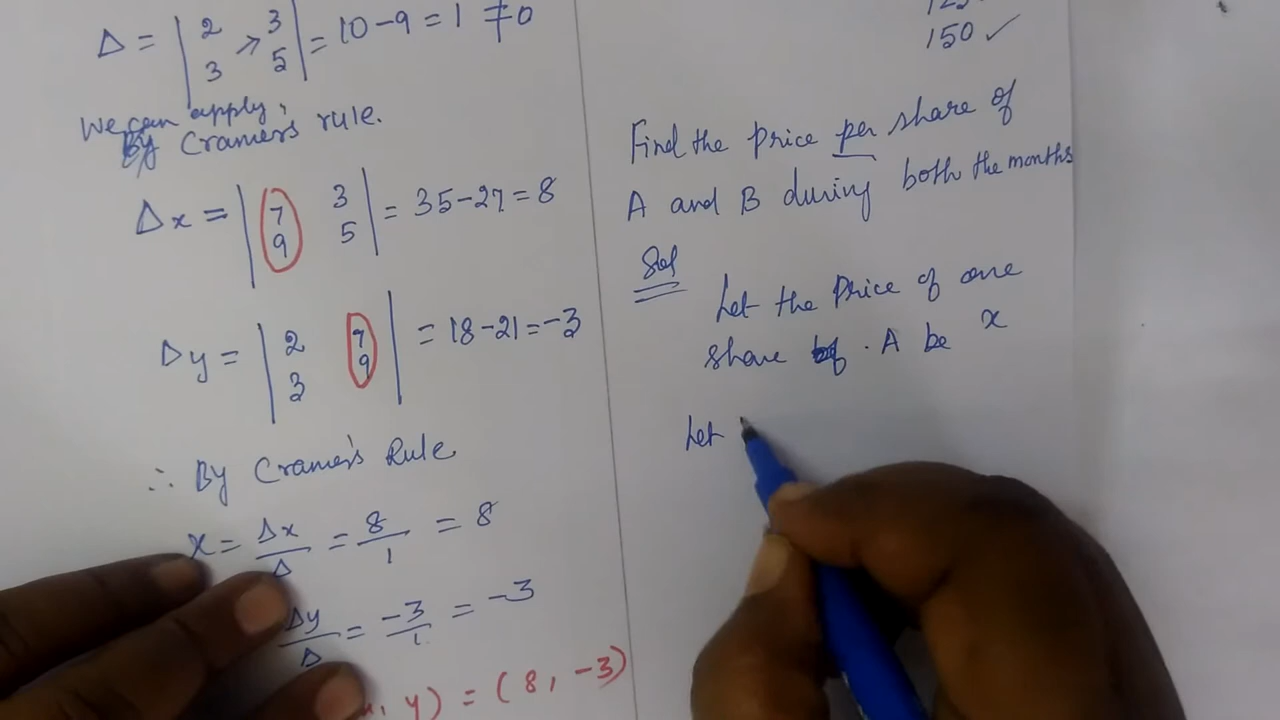 Δ = | 2 3 | = 10 - 9 = 1 ≠ 0
| 3 5 |
We can apply,
By Cramer's rule.
Δx = | 7 3 | = 35 - 27 = 8
| 9 5 |
Δy = | 2 7 | = 18 - 21 = -3
| 3 9 |
∴ By Cramer's Rule
x = Δx/Δ = 8/1 = 8
Δy/Δ = -3/1 = -3
y) = (8, -3)
150 ✓
Find the price per share of
A and B during both the months
Sol
Let the Price of one
share of A be x
Let